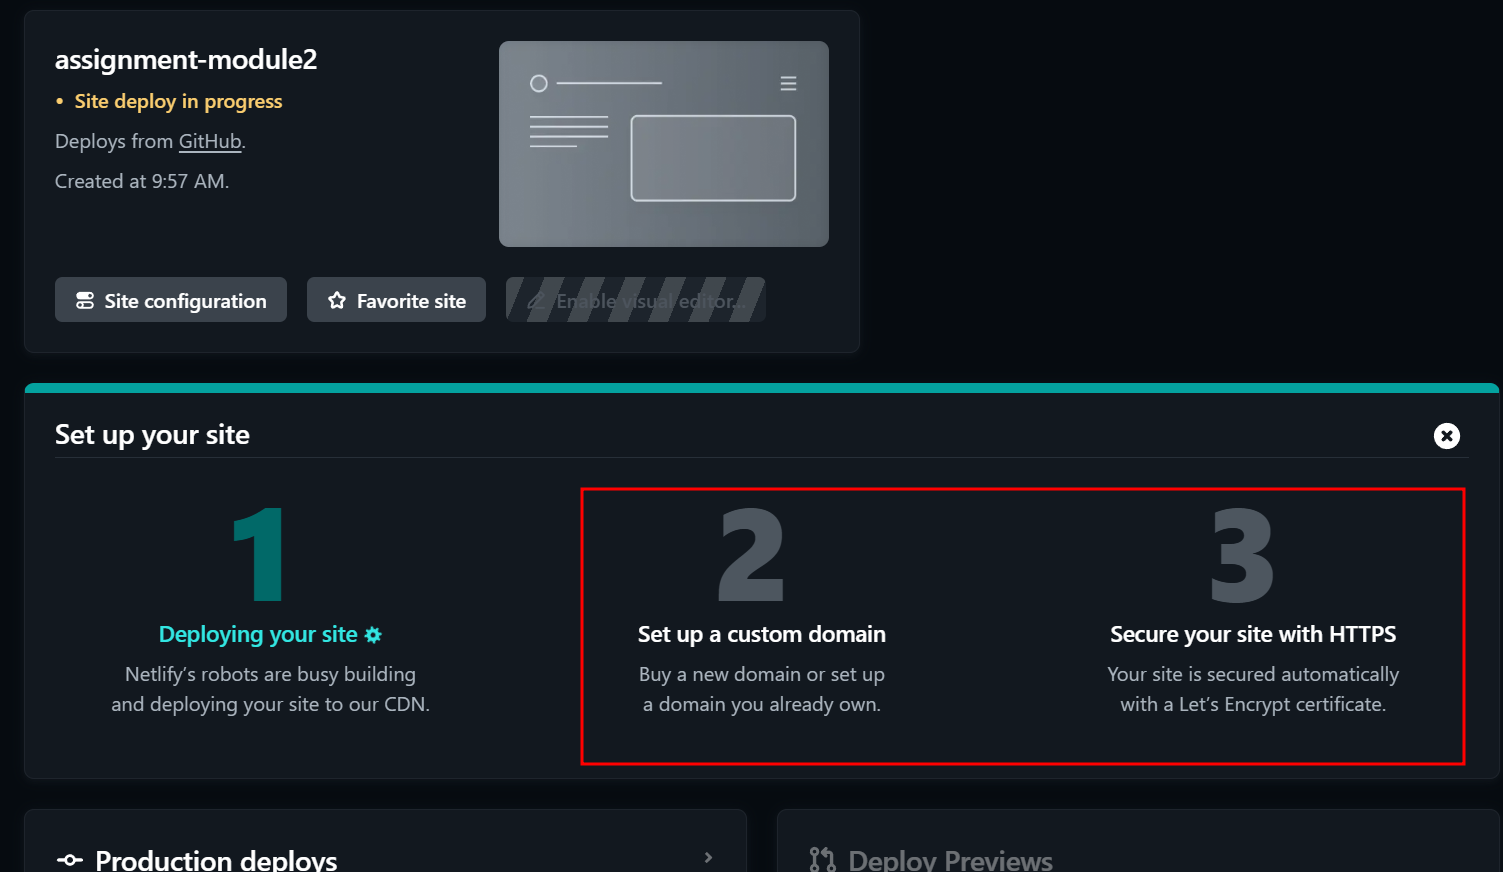 assignment-module2
• Site deploy in progress
Deploys from GitHub.
Created at 9:57 AM.
Site configuration
Favorite site
Enable visual editor...
Set up your site
1
Deploying your site
Netlify’s robots are busy building
and deploying your site to our CDN.
2
Set up a custom domain
Buy a new domain or set up
a domain you already own.
3
Secure your site with HTTPS
Your site is secured automatically
with a Let’s Encrypt certificate.
Production deploys
Deploy Previews